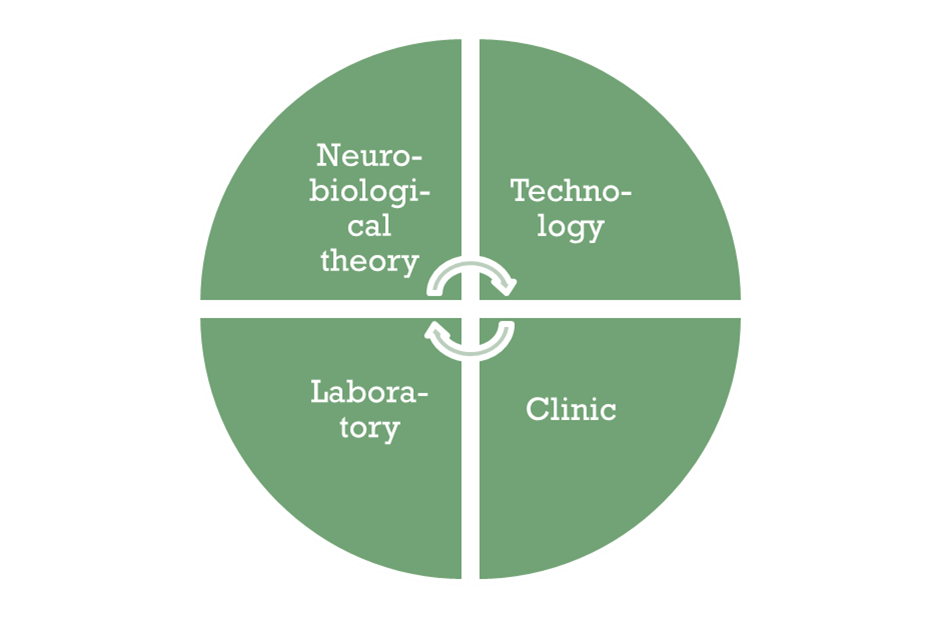 Neuro-
biologi-
cal
theory
Techno-
logy
Labora-
tory
Clinic